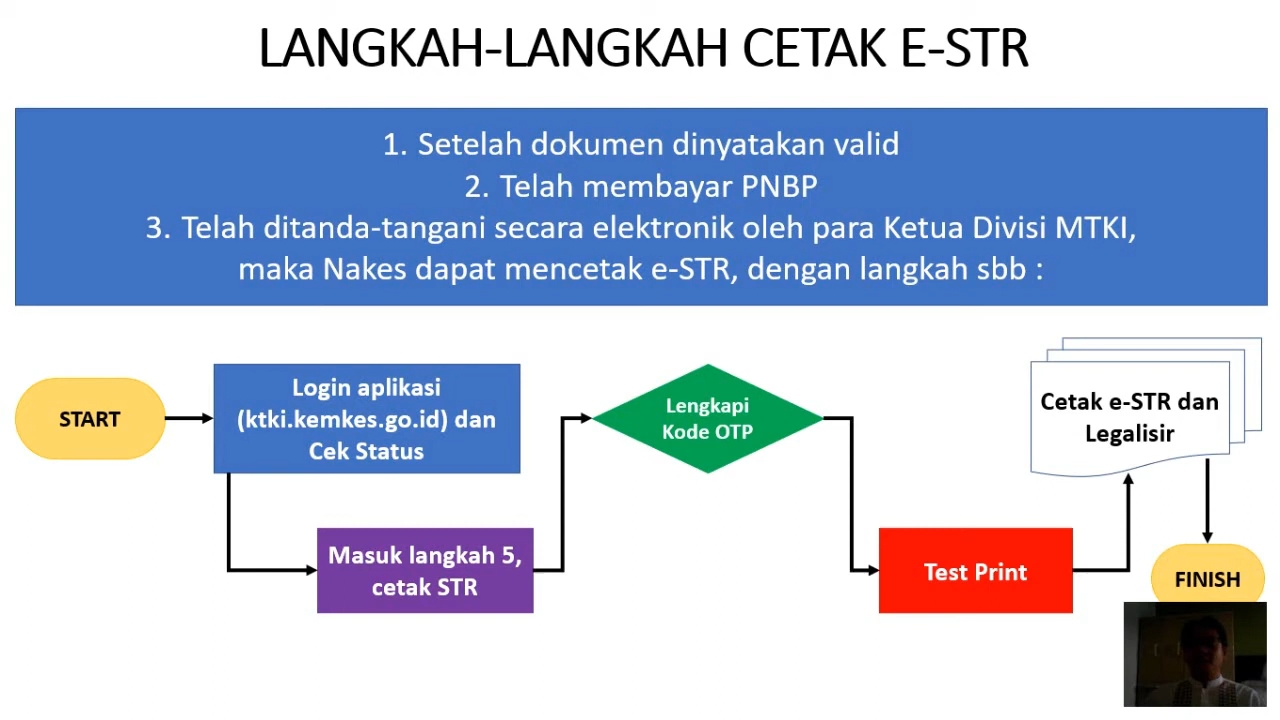 LANGKAH-LANGKAH CETAK E-STR
1. Setelah dokumen dinyatakan valid
2. Telah membayar PNBP
3. Telah ditanda-tangani secara elektronik oleh para Ketua Divisi MTKI,
maka Nakes dapat mencetak e-STR, dengan langkah sbb :
START
Login aplikasi
(ktki.kemkes.go.id) dan
Cek Status
Masuk langkah 5,
cetak STR
Lengkapi
Kode OTP
Test Print
Cetak e-STR dan
Legalisir
FINISH